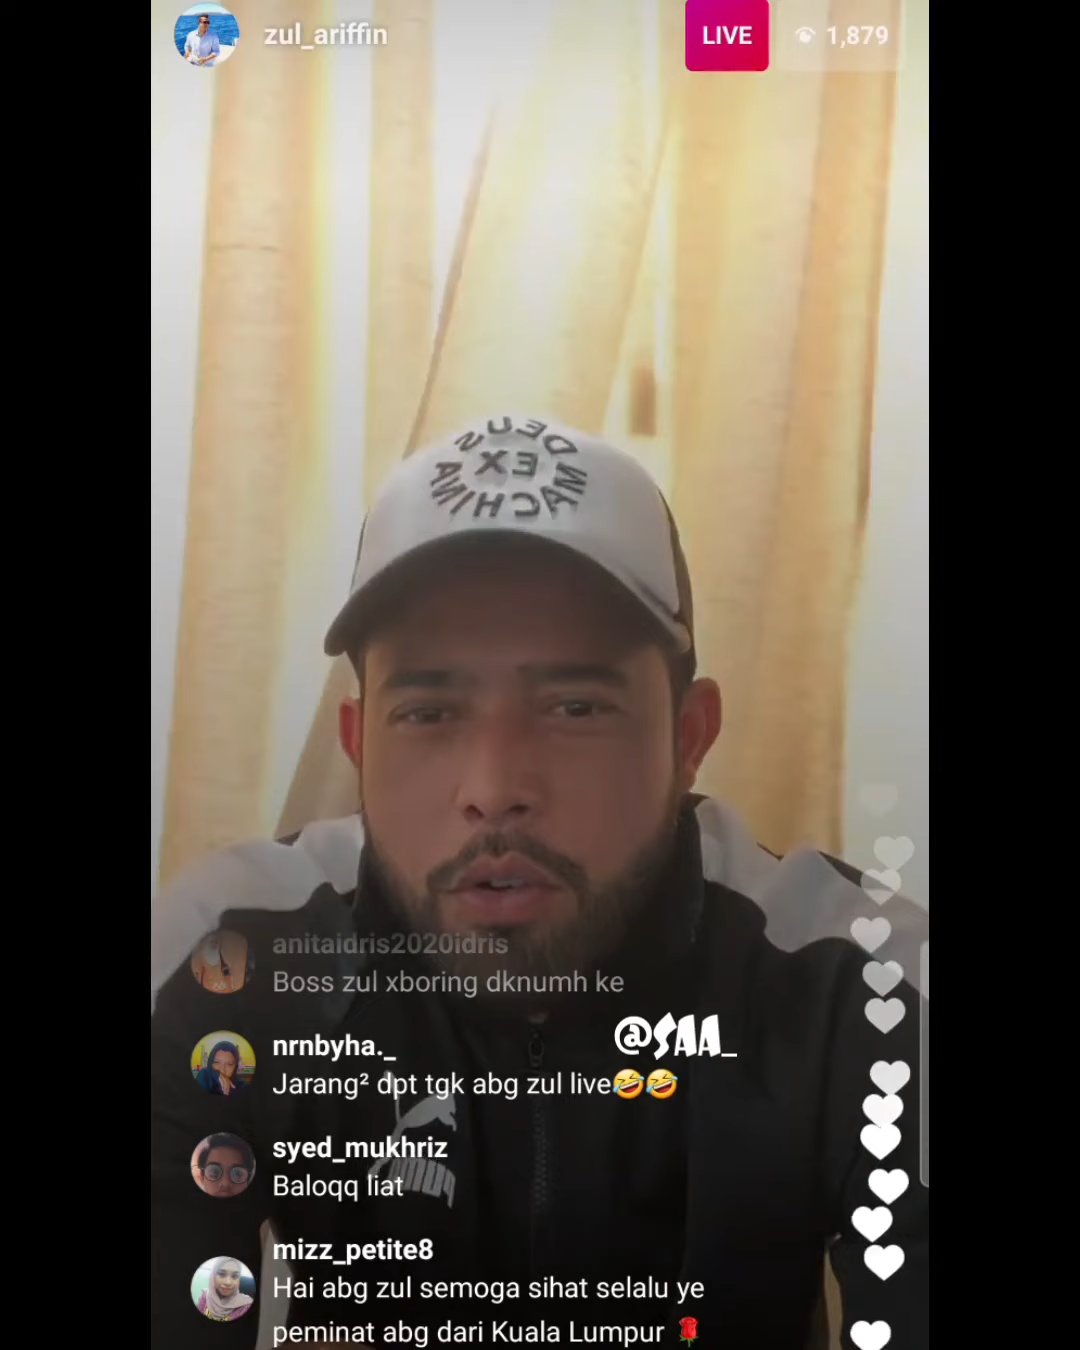 zul_ariffin
LIVE
1,879
DEUS
EX
MACHINA
anitaidris2020idris
Boss zul xboring dknumh ke
@SAA_
nrnbyha._
Jarang² dpt tgk abg zul live🤣🤣
syed_mukhriz
Baloqq liat
PUMA
mizz_petite8
Hai abg zul semoga sihat selalu ye
peminat abg dari Kuala Lumpur 🌹